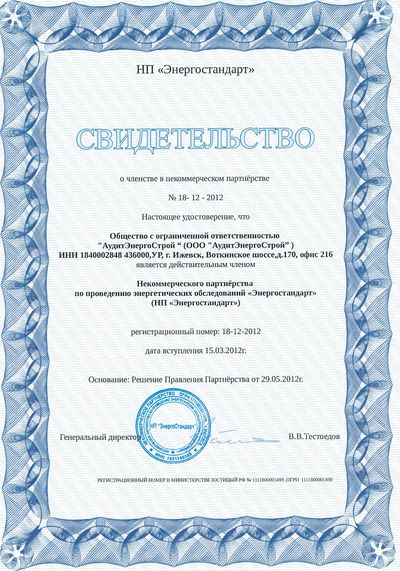 НП «Энергостандарт»
СВИДЕТЕЛЬСТВО
о членстве в некоммерческом партнёрстве
№ 18- 12 - 2012
Настоящее удостоверение, что
Общество с ограниченной ответственностью
"АудитЭнергоСтрой “ (ООО "АудитЭнергоСтрой” )
ИНН 1840002848 436000,УР, г. Ижевск, Воткинское шоссе,д.170, офис 216
является действительным членом
Некоммерческого партнёрства
по проведению энергетических обследований «Энергостандарт»
(НП «Энергостандарт»)
регистрационный номер: 18-12-2012
дата вступления 15.03.2012г.
Основание: Решение Правления Партнёрства от 29.05.2012г.
НП "ЭнергоСтандарт"
Генеральный директор
В.В.Тестоедов
РЕГИСТРАЦИОННЫЙ НОМЕР В МИНИСТЕРСТВЕ ЮСТИЦЫЙ РФ № 1111800001499 ,ОГРН 1111800001499